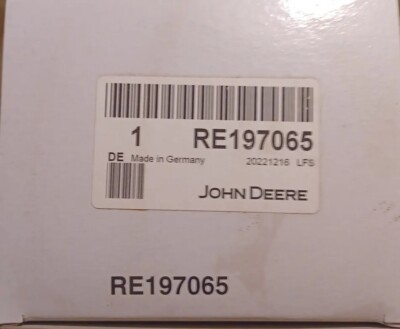 1 RE197065
DE Made in Germany 20221216 LFS
JOHN DEERE
RE197065